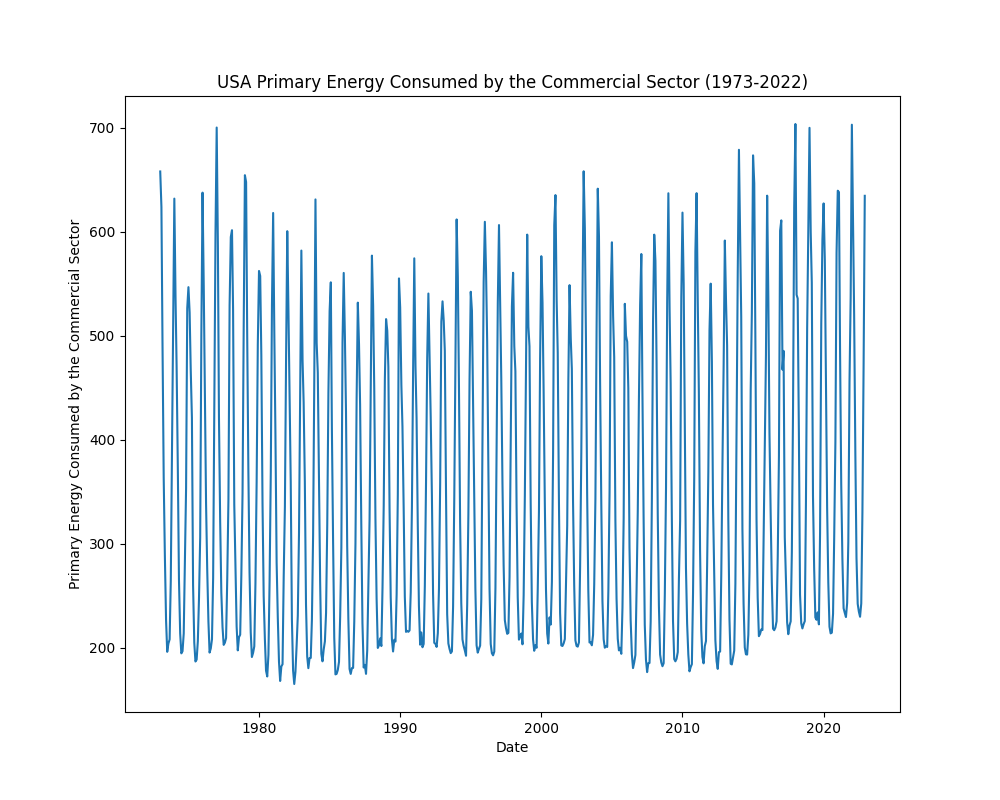 USA Primary Energy Consumed by the Commercial Sector (1973-2022)
Primary Energy Consumed by the Commercial Sector
700
600
500
400
300
200
1980 1990 2000 2010 2020
Date